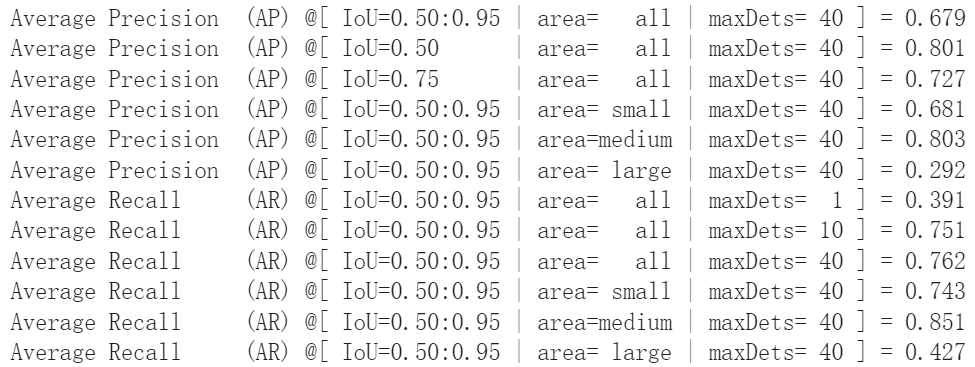 Average Precision  (AP) @[ IoU=0.50:0.95 | area=   all | maxDets= 40 ] = 0.679
Average Precision  (AP) @[ IoU=0.50      | area=   all | maxDets= 40 ] = 0.801
Average Precision  (AP) @[ IoU=0.75      | area=   all | maxDets= 40 ] = 0.727
Average Precision  (AP) @[ IoU=0.50:0.95 | area= small | maxDets= 40 ] = 0.681
Average Precision  (AP) @[ IoU=0.50:0.95 | area=medium | maxDets= 40 ] = 0.803
Average Precision  (AP) @[ IoU=0.50:0.95 | area= large | maxDets= 40 ] = 0.292
Average Recall     (AR) @[ IoU=0.50:0.95 | area=   all | maxDets=  1 ] = 0.391
Average Recall     (AR) @[ IoU=0.50:0.95 | area=   all | maxDets= 10 ] = 0.751
Average Recall     (AR) @[ IoU=0.50:0.95 | area=   all | maxDets= 40 ] = 0.762
Average Recall     (AR) @[ IoU=0.50:0.95 | area= small | maxDets= 40 ] = 0.743
Average Recall     (AR) @[ IoU=0.50:0.95 | area=medium | maxDets= 40 ] = 0.851
Average Recall     (AR) @[ IoU=0.50:0.95 | area= large | maxDets= 40 ] = 0.427